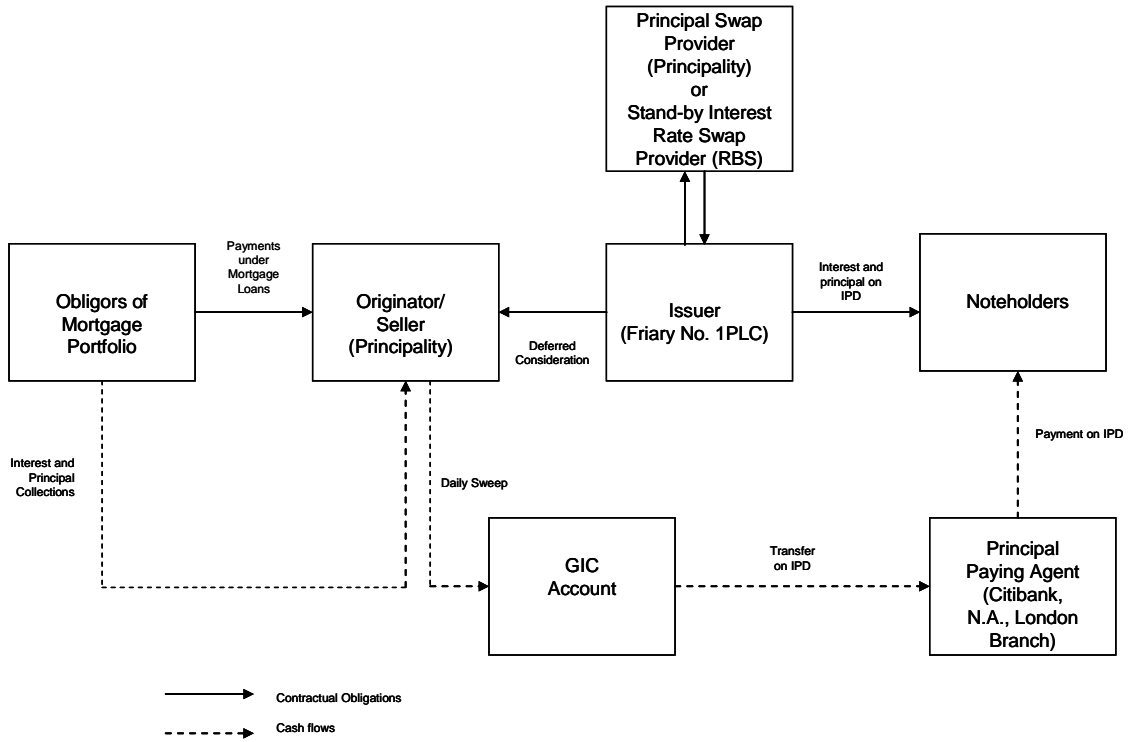 Principal Swap
Provider
(Principality)
or
Stand-by Interest
Rate Swap
Provider (RBS)
Obligors of
Mortgage
Portfolio
Payments
under
Mortgage
Loans
Originator/
Seller
(Principality)
Deferred
Consideration
Issuer
(Friary No. 1PLC)
Interest and
principal on
IPD
Noteholders
Interest and
Principal
Collections
Daily Sweep
Payment on IPD
GIC
Account
Transfer
on IPD
Principal
Paying Agent
(Citibank,
N.A., London
Branch)
Contractual Obligations
Cash flows